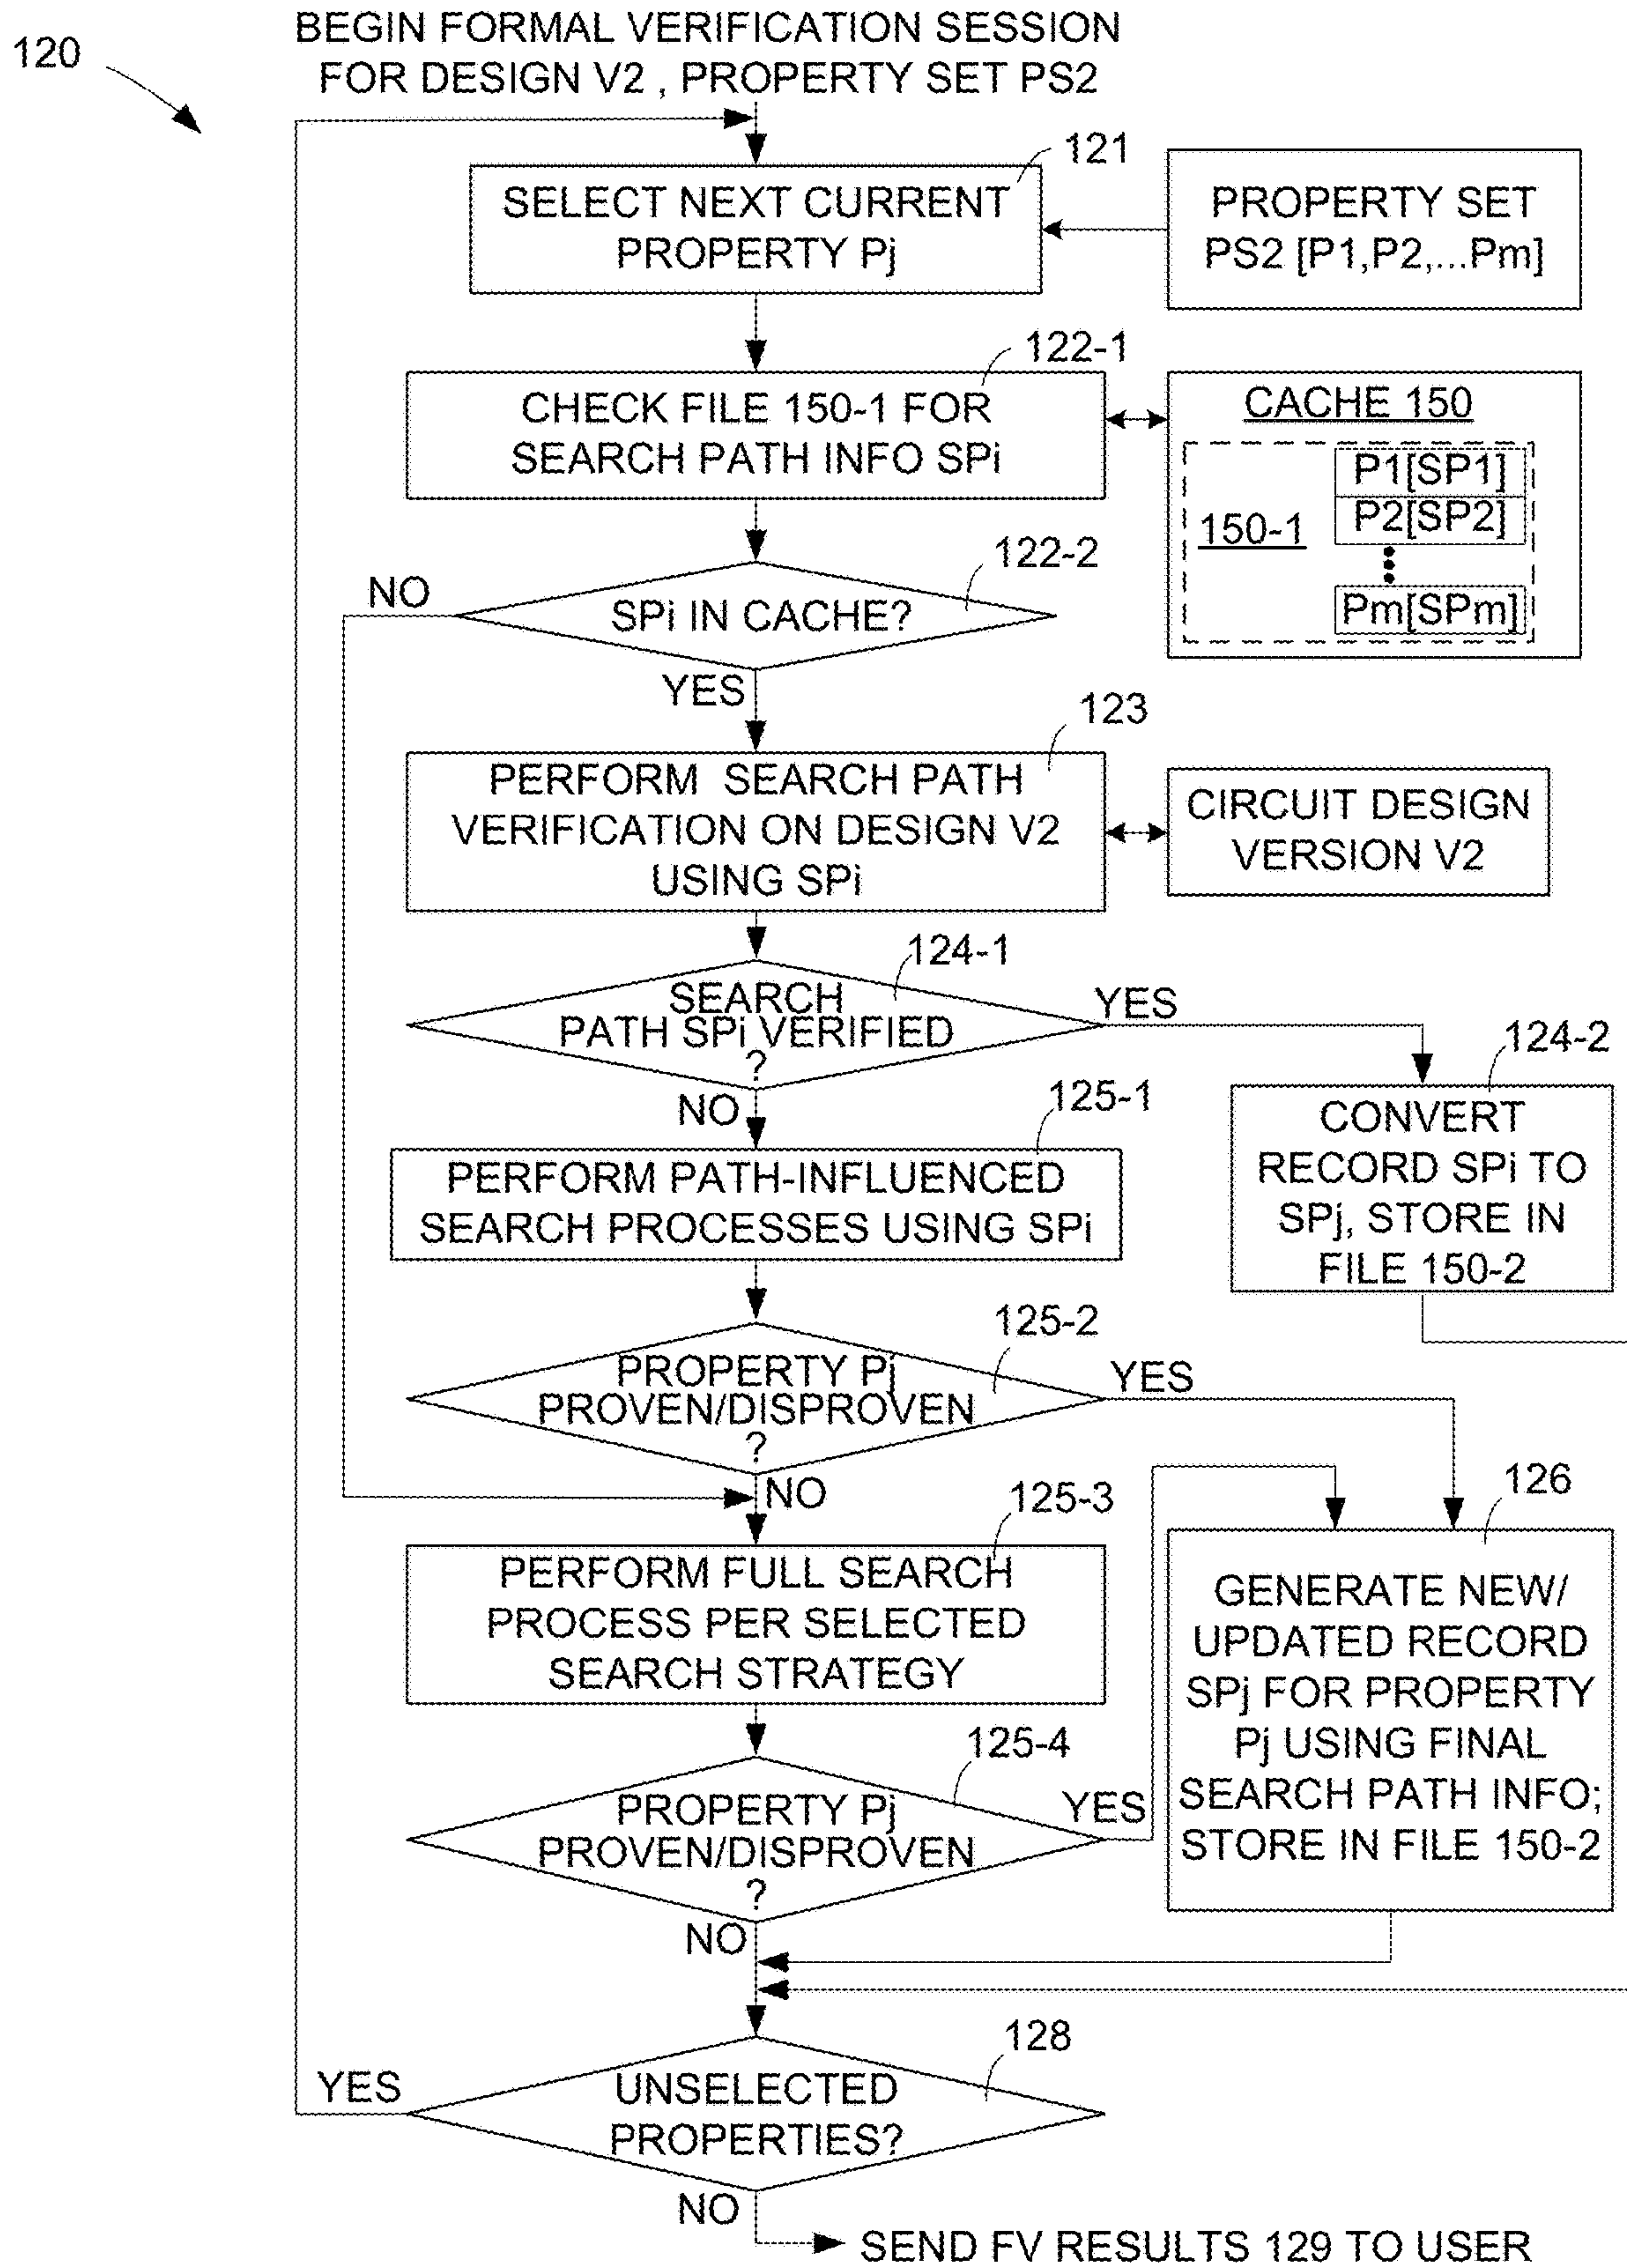 BEGIN FORMAL VERIFICATION SESSION
FOR DESIGN V2 , PROPERTY SET PS2
120
121
SELECT NEXT CURRENT
PROPERTY Pj
PROPERTY SET
PS2 [P1,P2,...Pm]
122-1
CHECK FILE 150-1 FOR
SEARCH PATH INFO SPi
CACHE 150
150-1
P1[SP1]
P2[SP2]
Pm[SPm]
122-2
NO
SPi IN CACHE?
YES
123
PERFORM SEARCH PATH
VERIFICATION ON DESIGN V2
USING SPi
CIRCUIT DESIGN
VERSION V2
124-1
SEARCH
PATH SPi VERIFIED
?
YES
NO
124-2
CONVERT
RECORD SPi TO
SPj, STORE IN
FILE 150-2
125-1
PERFORM PATH-INFLUENCED
SEARCH PROCESSES USING SPi
125-2
PROPERTY Pj
PROVEN/DISPROVEN
?
YES
NO
125-3
PERFORM FULL SEARCH
PROCESS PER SELECTED
SEARCH STRATEGY
126
GENERATE NEW/
UPDATED RECORD
SPj FOR PROPERTY
Pj USING FINAL
SEARCH PATH INFO;
STORE IN FILE 150-2
125-4
PROPERTY Pj
PROVEN/DISPROVEN
?
YES
NO
128
YES
UNSELECTED
PROPERTIES?
NO
SEND FV RESULTS 129 TO USER